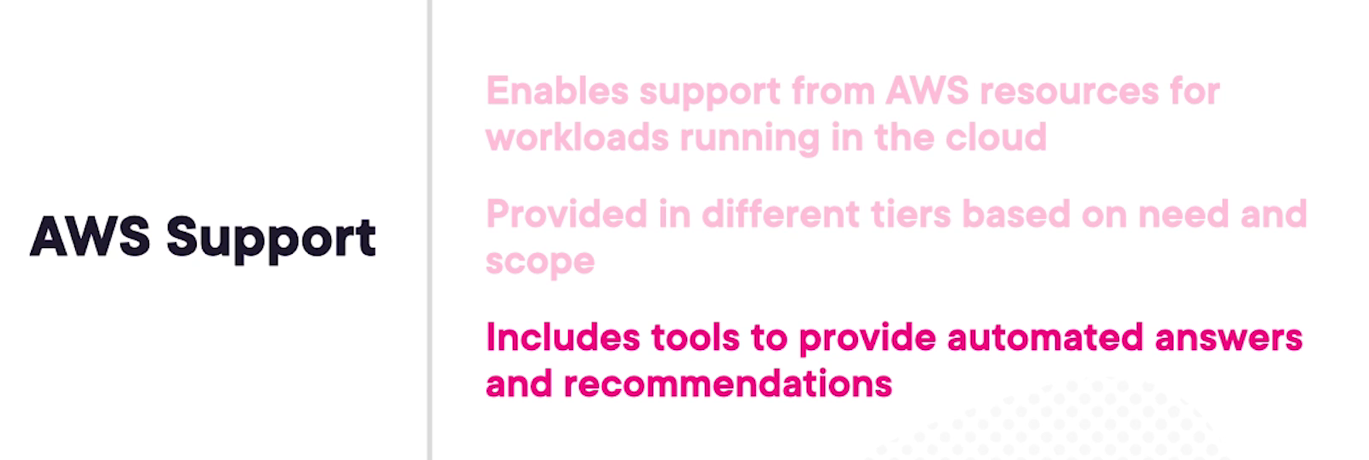 AWS Support
Enables support from AWS resources for
workloads running in the cloud
Provided in different tiers based on need and
scope
Includes tools to provide automated answers
and recommendations